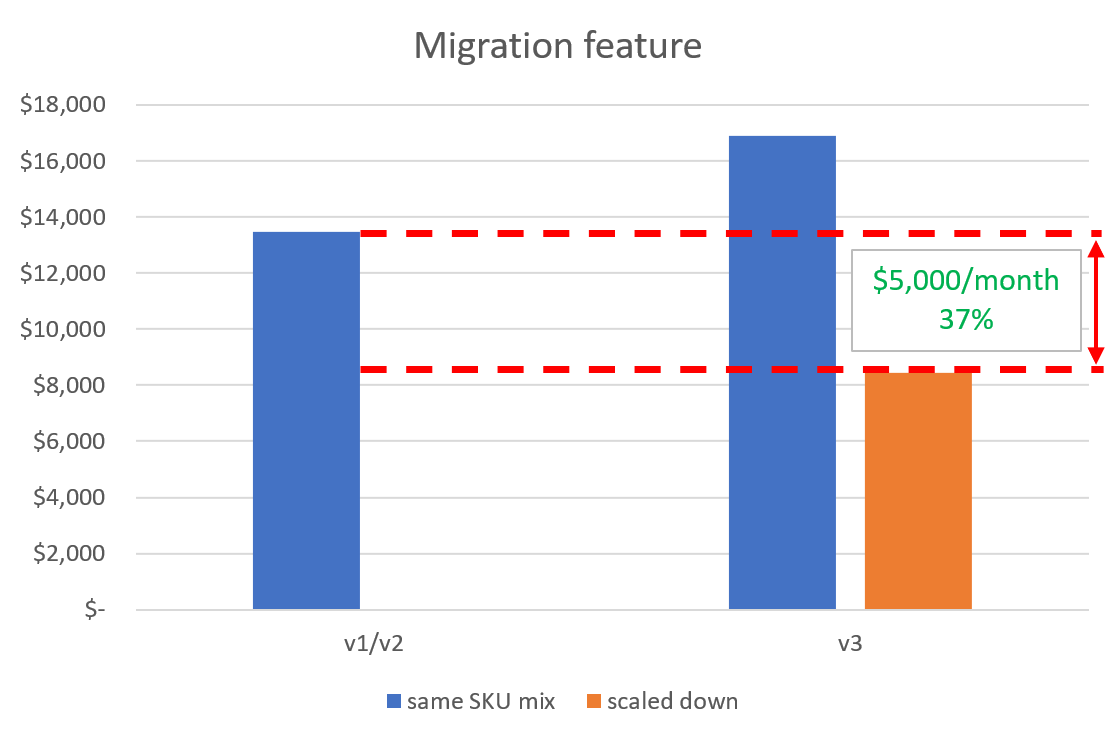 Migration feature
$18,000
$16,000
$14,000
$12,000
$10,000
$8,000
$6,000
$4,000
$2,000
$-
$5,000/month
37%
v1/v2
v3
same SKU mix
scaled down